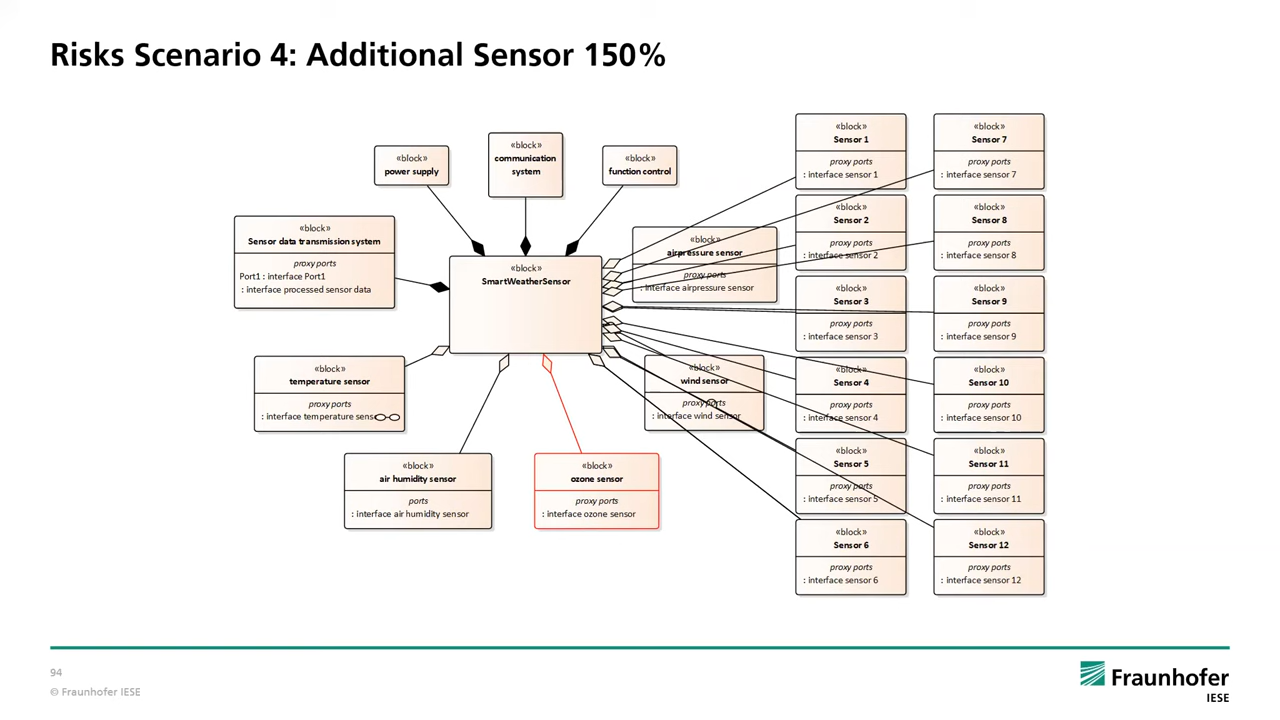 Risks Scenario 4: Additional Sensor 150%
«block»
power supply
«block»
communication
system
«block»
function control
«block»
Sensor data transmission system
proxy ports
Port1 : interface Port1
: interface processed sensor data
«block»
SmartWeatherSensor
«block»
airpressure sensor
proxy ports
: interface airpressure sensor
«block»
temperature sensor
proxy ports
: interface temperature
«block»
wind sensor
proxy ports
: interface wind sensor
«block»
air humidity sensor
ports
: interface air humidity sensor
«block»
ozone sensor
proxy ports
: interface ozone sensor
«block»
Sensor 1
proxy ports
: interface sensor 1
«block»
Sensor 2
proxy ports
: interface sensor 2
«block»
Sensor 3
proxy ports
: interface sensor 3
«block»
Sensor 4
proxy ports
: interface sensor 4
«block»
Sensor 5
proxy ports
: interface sensor 5
«block»
Sensor 6
proxy ports
: interface sensor 6
«block»
Sensor 7
proxy ports
: interface sensor 7
«block»
Sensor 8
proxy ports
: interface sensor 8
«block»
Sensor 9
proxy ports
: interface sensor 9
«block»
Sensor 10
proxy ports
: interface sensor 10
«block»
Sensor 11
proxy ports
: interface sensor 11
«block»
Sensor 12
proxy ports
: interface sensor 12
94
© Fraunhofer IESE
Fraunhofer
IESE